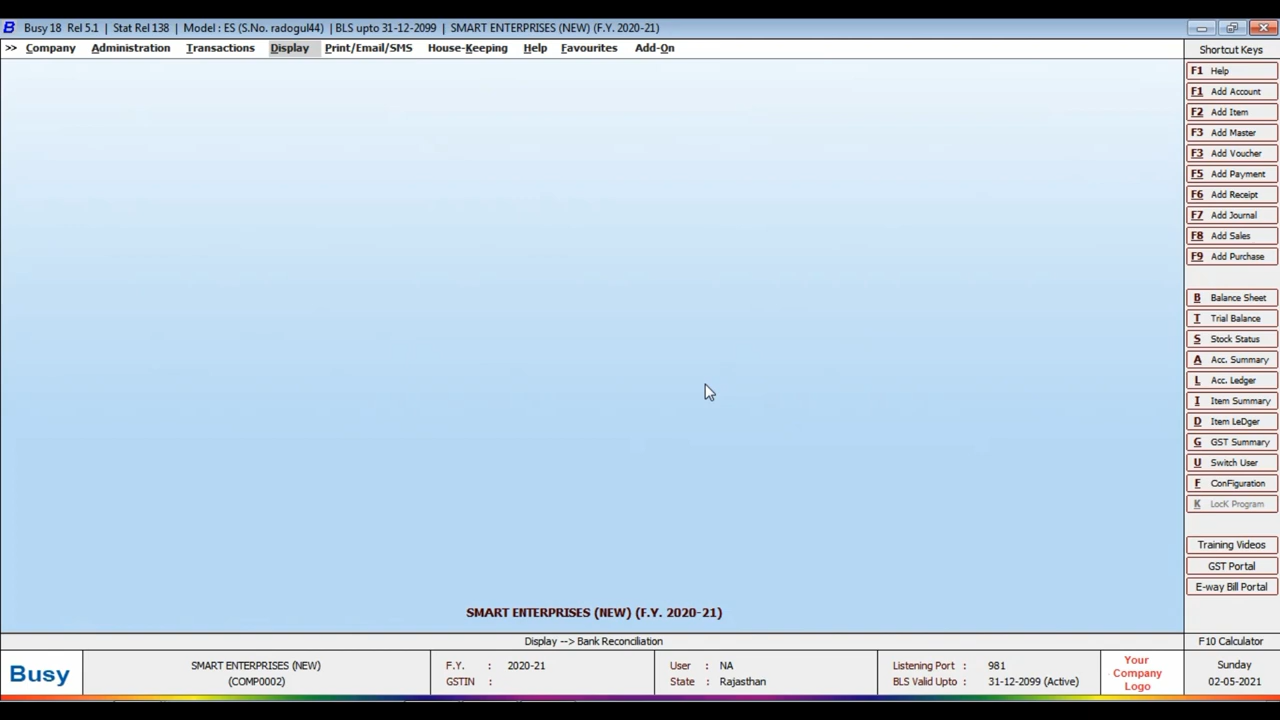 Busy 18 Rel 5.1 | Stat Rel 138 | Model : ES (S.No. radogul44) | BLS upto 31-12-2099 | SMART ENTERPRISES (NEW) (F.Y. 2020-21)
>> Company Administration Transactions Display Print/Email/SMS House-Keeping Help Favourites Add-On
Shortcut Keys
F1 Help
F1 Add Account
F2 Add Item
F3 Add Master
F3 Add Voucher
F5 Add Payment
F6 Add Receipt
F7 Add Journal
F8 Add Sales
F9 Add Purchase
B Balance Sheet
T Trial Balance
S Stock Status
A Acc. Summary
L Acc. Ledger
I Item Summary
D Item LeDger
G GST Summary
U Switch User
F ConFiguration
K LocK Program
Training Videos
GST Portal
E-way Bill Portal
SMART ENTERPRISES (NEW) (F.Y. 2020-21)
Display --> Bank Reconciliation
F10 Calculator
Busy
SMART ENTERPRISES (NEW)
(COMP0002)
F.Y. : 2020-21
GSTIN :
User : NA
State : Rajasthan
Listening Port : 981
BLS Valid Upto : 31-12-2099 (Active)
Your
Company
Logo
Sunday
02-05-2021